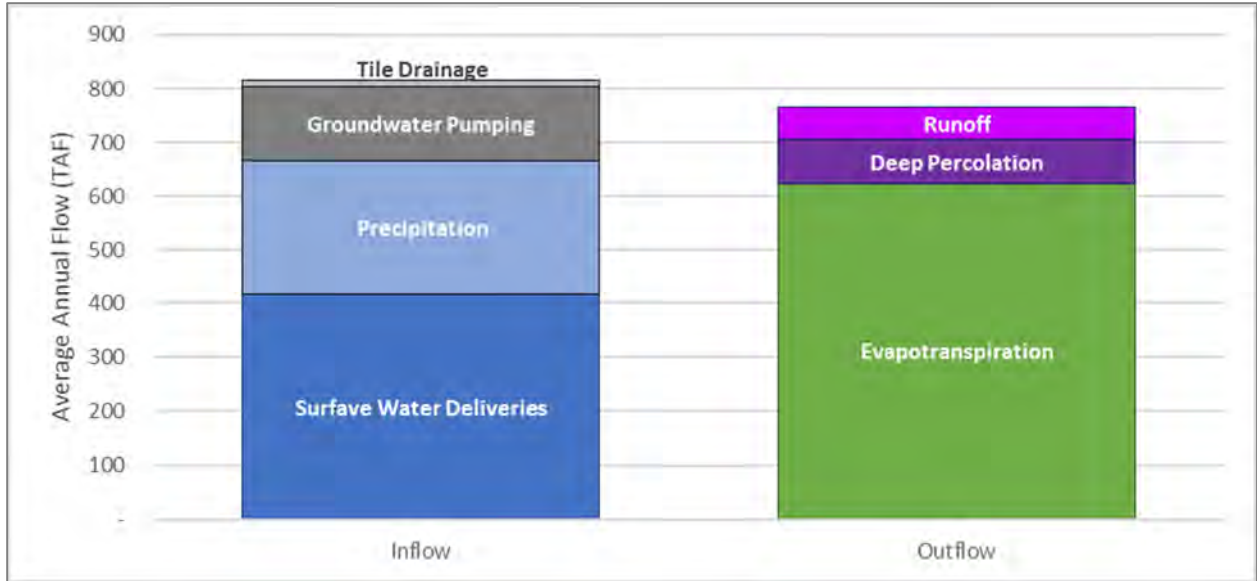 900
800
700
600
500
400
300
200
100
-
Average Annual Flow (TAF)
Tile Drainage
Groundwater Pumping
Precipitation
Surfave Water Deliveries
Runoff
Deep Percolation
Evapotranspiration
Inflow
Outflow